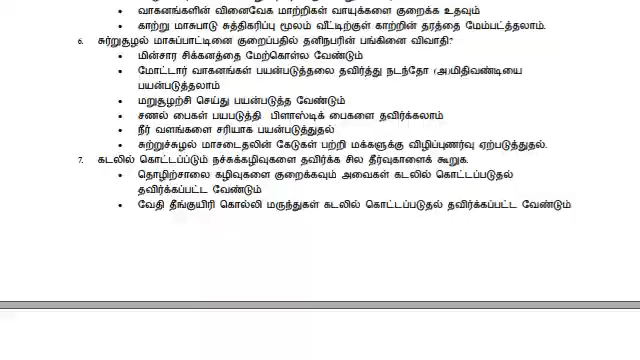 • வாகனங்களின் வினைவேக மாற்றிகள் வாயுக்களை குறைக்க உதவும்
• காற்று மாசுபாடு சுத்திகரிப்பு மூலம் வீட்டிற்குள் காற்றின் தரத்தை மேம்பட்த்தலாம்.
6. சுர்றுசூழல் மாசுப்பாட்டினை குறைப்பதில் தனிநபரின் பங்கினை விவாதி?
• மின்சார சிக்கனத்தை மேற்கொள்ல வேண்டும்
• மோட்டார் வாகனங்கள் பயன்படுத்தலை தவிர்த்து நடந்தோ (அ)மிதிவண்டியை
பயன்படுத்தலாம்
• மறுசூழற்சி செய்து பயன்படுத்த வேண்டும்
• சணல் பைகள் பயபடுத்தி பிளாஸ்டிக் பைகளை தவிர்க்கலாம்
• நீர் வளங்களை சரியாக பயன்படுத்துதல்
• சுற்றுச்சுழல் மாசடைதலின் கேடுகள் பற்றி மக்களுக்கு விழிப்புணர்வு ஏற்படுத்துதல்.
7. கடலில் கொட்டப்ப்டும் நச்சுக்கழிவுகளை தவிர்க்க சில தீர்வுகாளைக் கூறுக.
• தொழிற்சாலை கழிவுகளை குறைக்கவும் அவைகள் கடலில் கொட்டப்படுதல்
தவிர்க்கப்பட்ட வேண்டும்
• வேதி தீங்குயிரி கொல்லி மருந்துகள் கடலில் கொட்டப்படுதல் தவிர்க்கப்பட்ட வேண்டும்